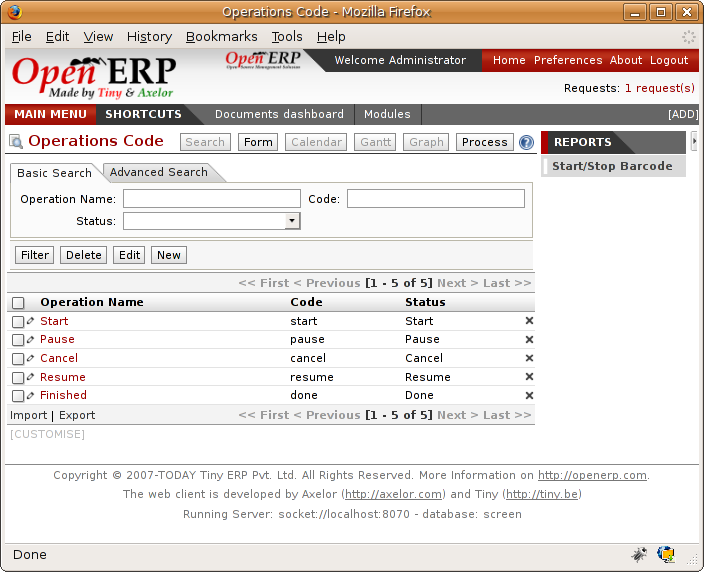 Operations Code - Mozilla Firefox
File Edit View History Bookmarks Tools Help
Open ERP
Made by Tiny & Axelor
Open ERP
Open Source Management Solution
Welcome Administrator
Home Preferences About Logout
Requests: 1 request(s)
MAIN MENU SHORTCUTS Documents dashboard Modules [ADD]
Operations Code Search Form Calendar Gantt Graph Process ?
REPORTS
Start/Stop Barcode
Basic Search Advanced Search
Operation Name: Code:
Status:
Filter Delete Edit New
<< First < Previous [1 - 5 of 5] Next > Last >>
Operation Name Code Status
Start start Start
Pause pause Pause
Cancel cancel Cancel
Resume resume Resume
Finished done Done
Import | Export << First < Previous [1 - 5 of 5] Next > Last >>
[CUSTOMISE]
Copyright © 2007-TODAY Tiny ERP Pvt. Ltd. All Rights Reserved. More Information on http://openerp.com.
The web client is developed by Axelor (http://axelor.com) and Tiny (http://tiny.be)
Running Server: socket://localhost:8070 - database: screen
Done